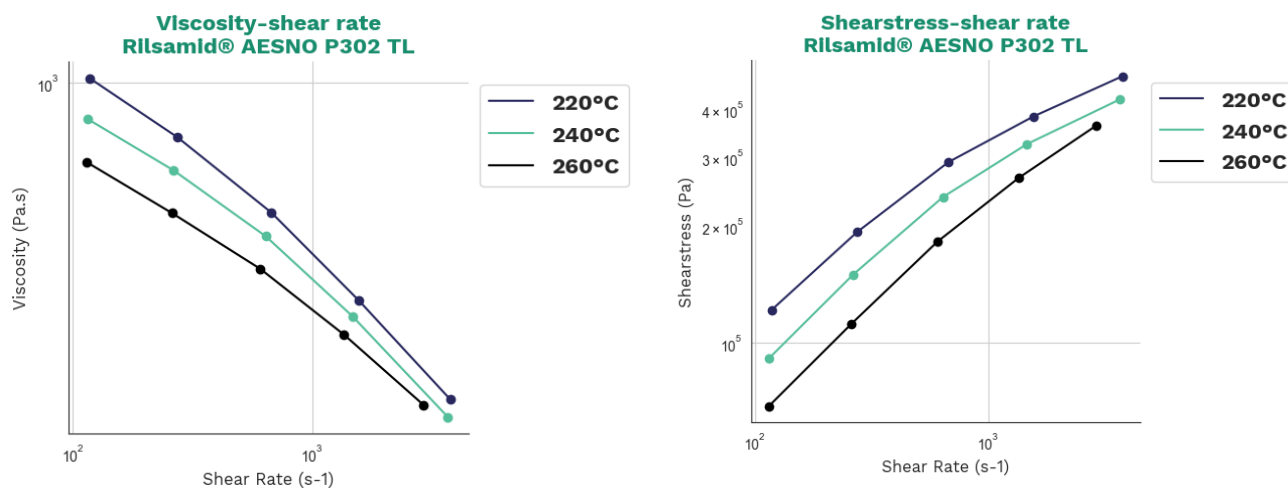 Viscosity-shear rate
Rilsamid® AESNO P302 TL
10³
Viscosity (Pa.s)
10²
10³
Shear Rate (s-1)
220°C
240°C
260°C
Shearstress-shear rate
Rilsamid® AESNO P302 TL
4 × 10⁵
3 × 10⁵
2 × 10⁵
10⁵
Shearstress (Pa)
10²
10³
Shear Rate (s-1)
220°C
240°C
260°C